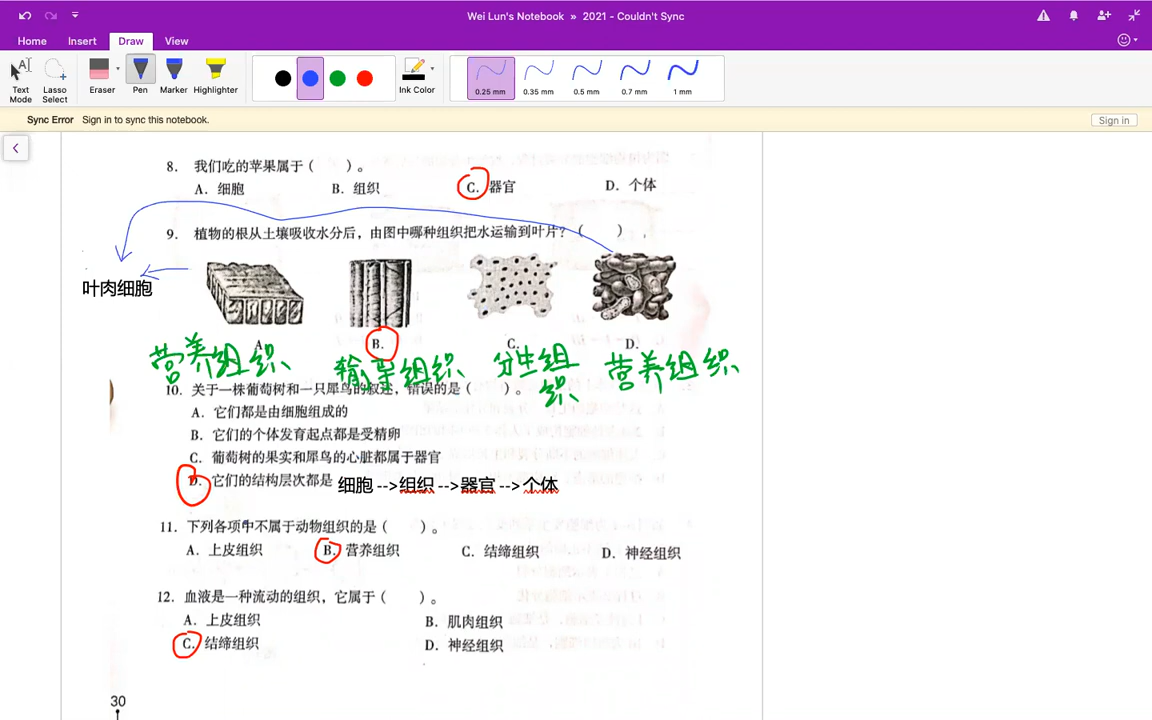 Wei Lun's Notebook » 2021 - Couldn't Sync
Home Insert Draw View
Text Mode
Lasso Select
Eraser
Pen
Marker
Highlighter
Ink Color
0.25 mm 0.35 mm 0.5 mm 0.7 mm 1 mm
Sync Error Sign in to sync this notebook. Sign in
8. 我们吃的苹果属于( )。
A. 细胞 B. 组织 C. 器官 D. 个体
9. 植物的根从土壤吸收水分后，由图中哪种组织把水运输到叶片？( )
叶肉细胞
A. B. C. D.
营养组织 输导组织 分生组织 营养组织
10. 关于一株葡萄树和一只犀鸟的叙述，错误的是( )。
A. 它们都是由细胞组成的
B. 它们的个体发育起点都是受精卵
C. 葡萄树的果实和犀鸟的心脏都属于器官
D. 它们的结构层次都是 细胞 -->组织 -->器官 -->个体
11. 下列各项中不属于动物组织的是( )。
A. 上皮组织 B. 营养组织 C. 结缔组织 D. 神经组织
12. 血液是一种流动的组织，它属于( )。
A. 上皮组织 B. 肌肉组织
C. 结缔组织 D. 神经组织
30